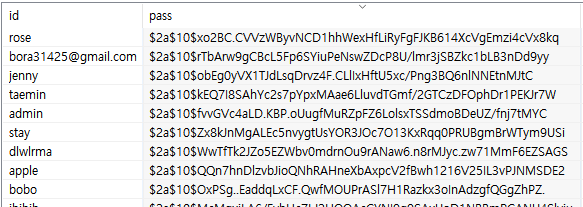 id pass
rose $2a$10$xo2BC.CVVzWByvNCD1hhWexHfLiRyFgFJKB614XcVgEmzi4cVx8kq
bora31425@gmail.com $2a$10$rTbArw9gCBcL5Fp6SYiuPeNswZDcP8U/lmr3jSBZkc1bLB3nDd9yy
jenny $2a$10$obEg0yVX1TJdLsqDrvz4F.CLlIxHftU5xc/Png3BQ6nlNNEtnMJtC
taemin $2a$10$kEQ7I8SAhYc2s7pYpxMAae6LluvdTGmf/2GTCzDFOphDr1PEKJr7W
admin $2a$10$fvvGVc4aLD.KBP.oUugfMuRZpFZ6LolsxTSSdmoBDeUZ/fnj7tMYC
stay $2a$10$Zx8kJnMgALEc5nvygtUsYOR3JOc7O13KxRqq0PRUBgmBrWTym9USi
dlwlrma $2a$10$WwTfTk2JZo5EZWbv0mdrnOu9rANaw6.n8rMJyc.zw71MmF6EZSAGS
apple $2a$10$QQn7hnDlzvbJioQNhRAHneXbAxpcV2fBwh1216V25IL3vPJNMSDE2
bobo $2a$10$OxPSg..EaddqLxCF.QwfMOUPrASl7H1Razkx3oInAdzgfQGgZhPZ.